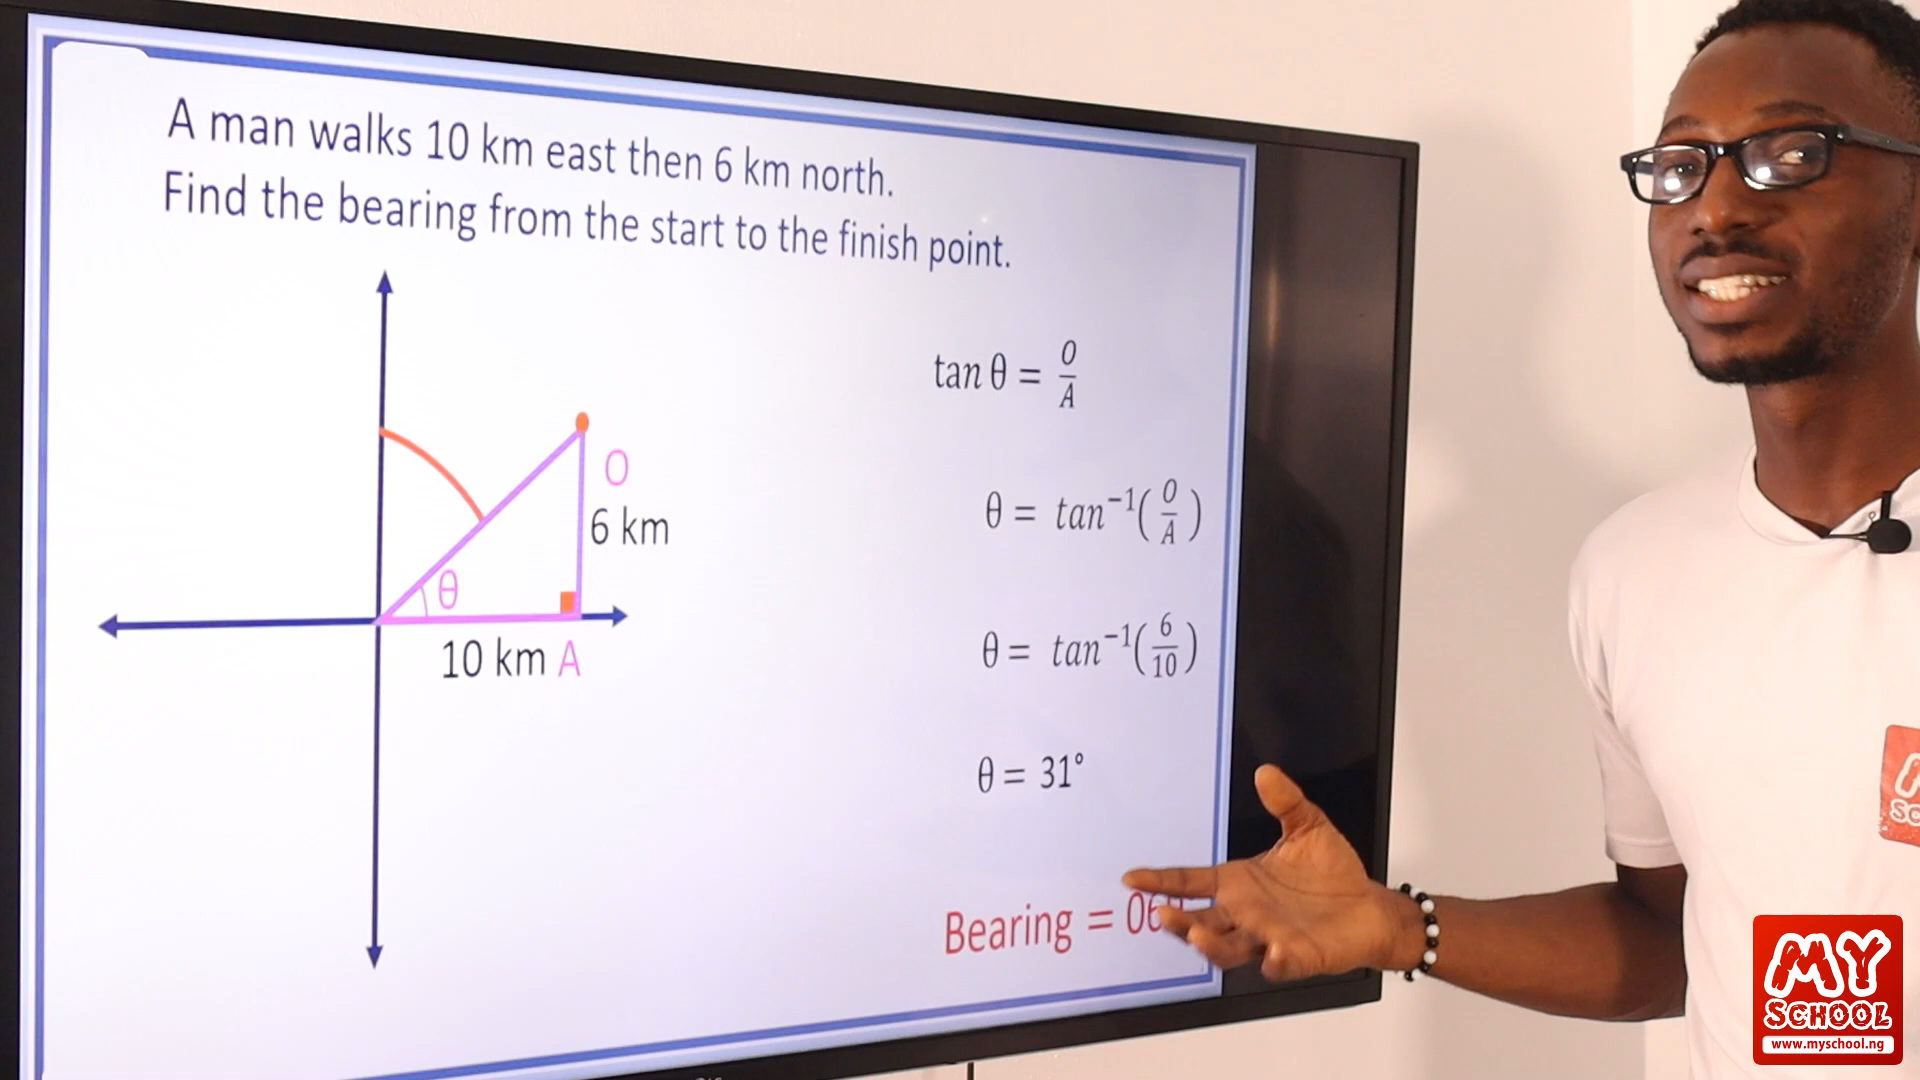 A man walks 10 km east then 6 km north.
Find the bearing from the start to the finish point.
tan θ = O/A
O
6 km
θ = tan⁻¹(O/A)
θ
10 km A
θ = tan⁻¹(6/10)
θ = 31°
Bearing =
MY
SCHOOL
www.myschool.ng